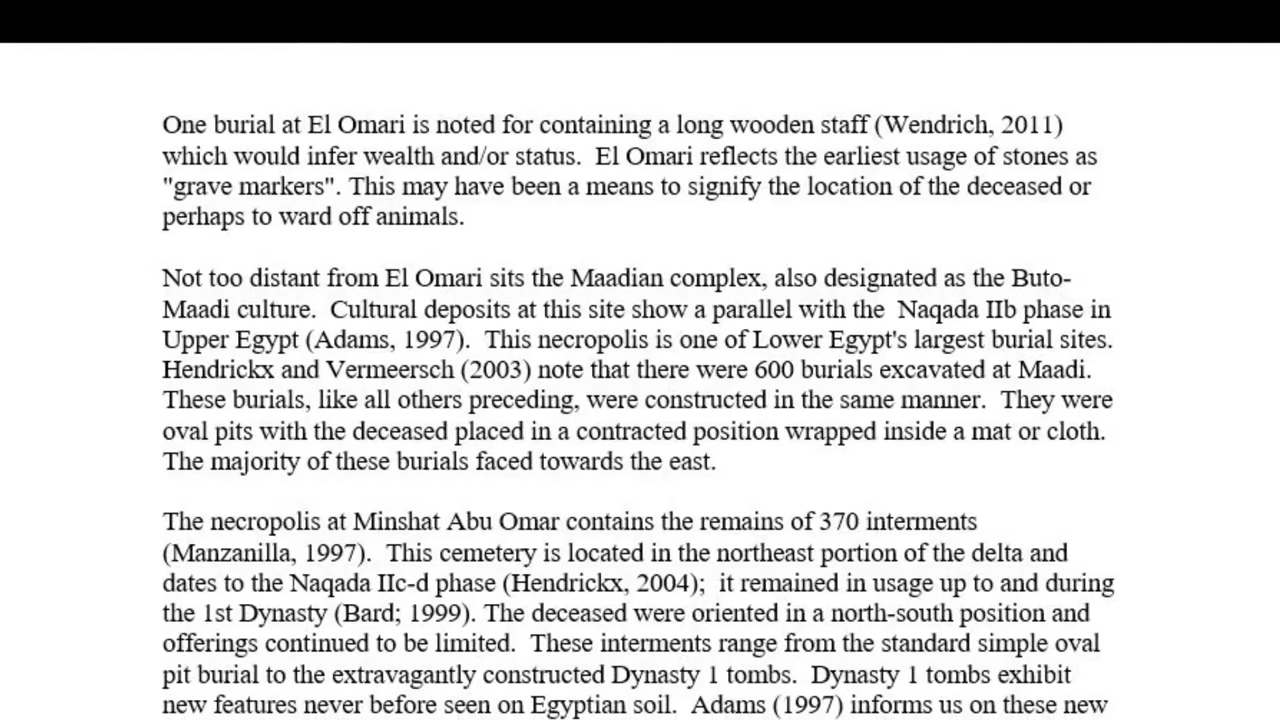 One burial at El Omari is noted for containing a long wooden staff (Wendrich, 2011)
which would infer wealth and/or status.  El Omari reflects the earliest usage of stones as
"grave markers". This may have been a means to signify the location of the deceased or
perhaps to ward off animals.
Not too distant from El Omari sits the Maadian complex, also designated as the Buto-
Maadi culture.  Cultural deposits at this site show a parallel with the  Naqada IIb phase in
Upper Egypt (Adams, 1997).  This necropolis is one of Lower Egypt's largest burial sites.
Hendrickx and Vermeersch (2003) note that there were 600 burials excavated at Maadi.
These burials, like all others preceding, were constructed in the same manner.  They were
oval pits with the deceased placed in a contracted position wrapped inside a mat or cloth.
The majority of these burials faced towards the east.
The necropolis at Minshat Abu Omar contains the remains of 370 interments
(Manzanilla, 1997).  This cemetery is located in the northeast portion of the delta and
dates to the Naqada IIc-d phase (Hendrickx, 2004);  it remained in usage up to and during
the 1st Dynasty (Bard; 1999). The deceased were oriented in a north-south position and
offerings continued to be limited.  These interments range from the standard simple oval
pit burial to the extravagantly constructed Dynasty 1 tombs.  Dynasty 1 tombs exhibit
new features never before seen on Egyptian soil.  Adams (1997) informs us on these new